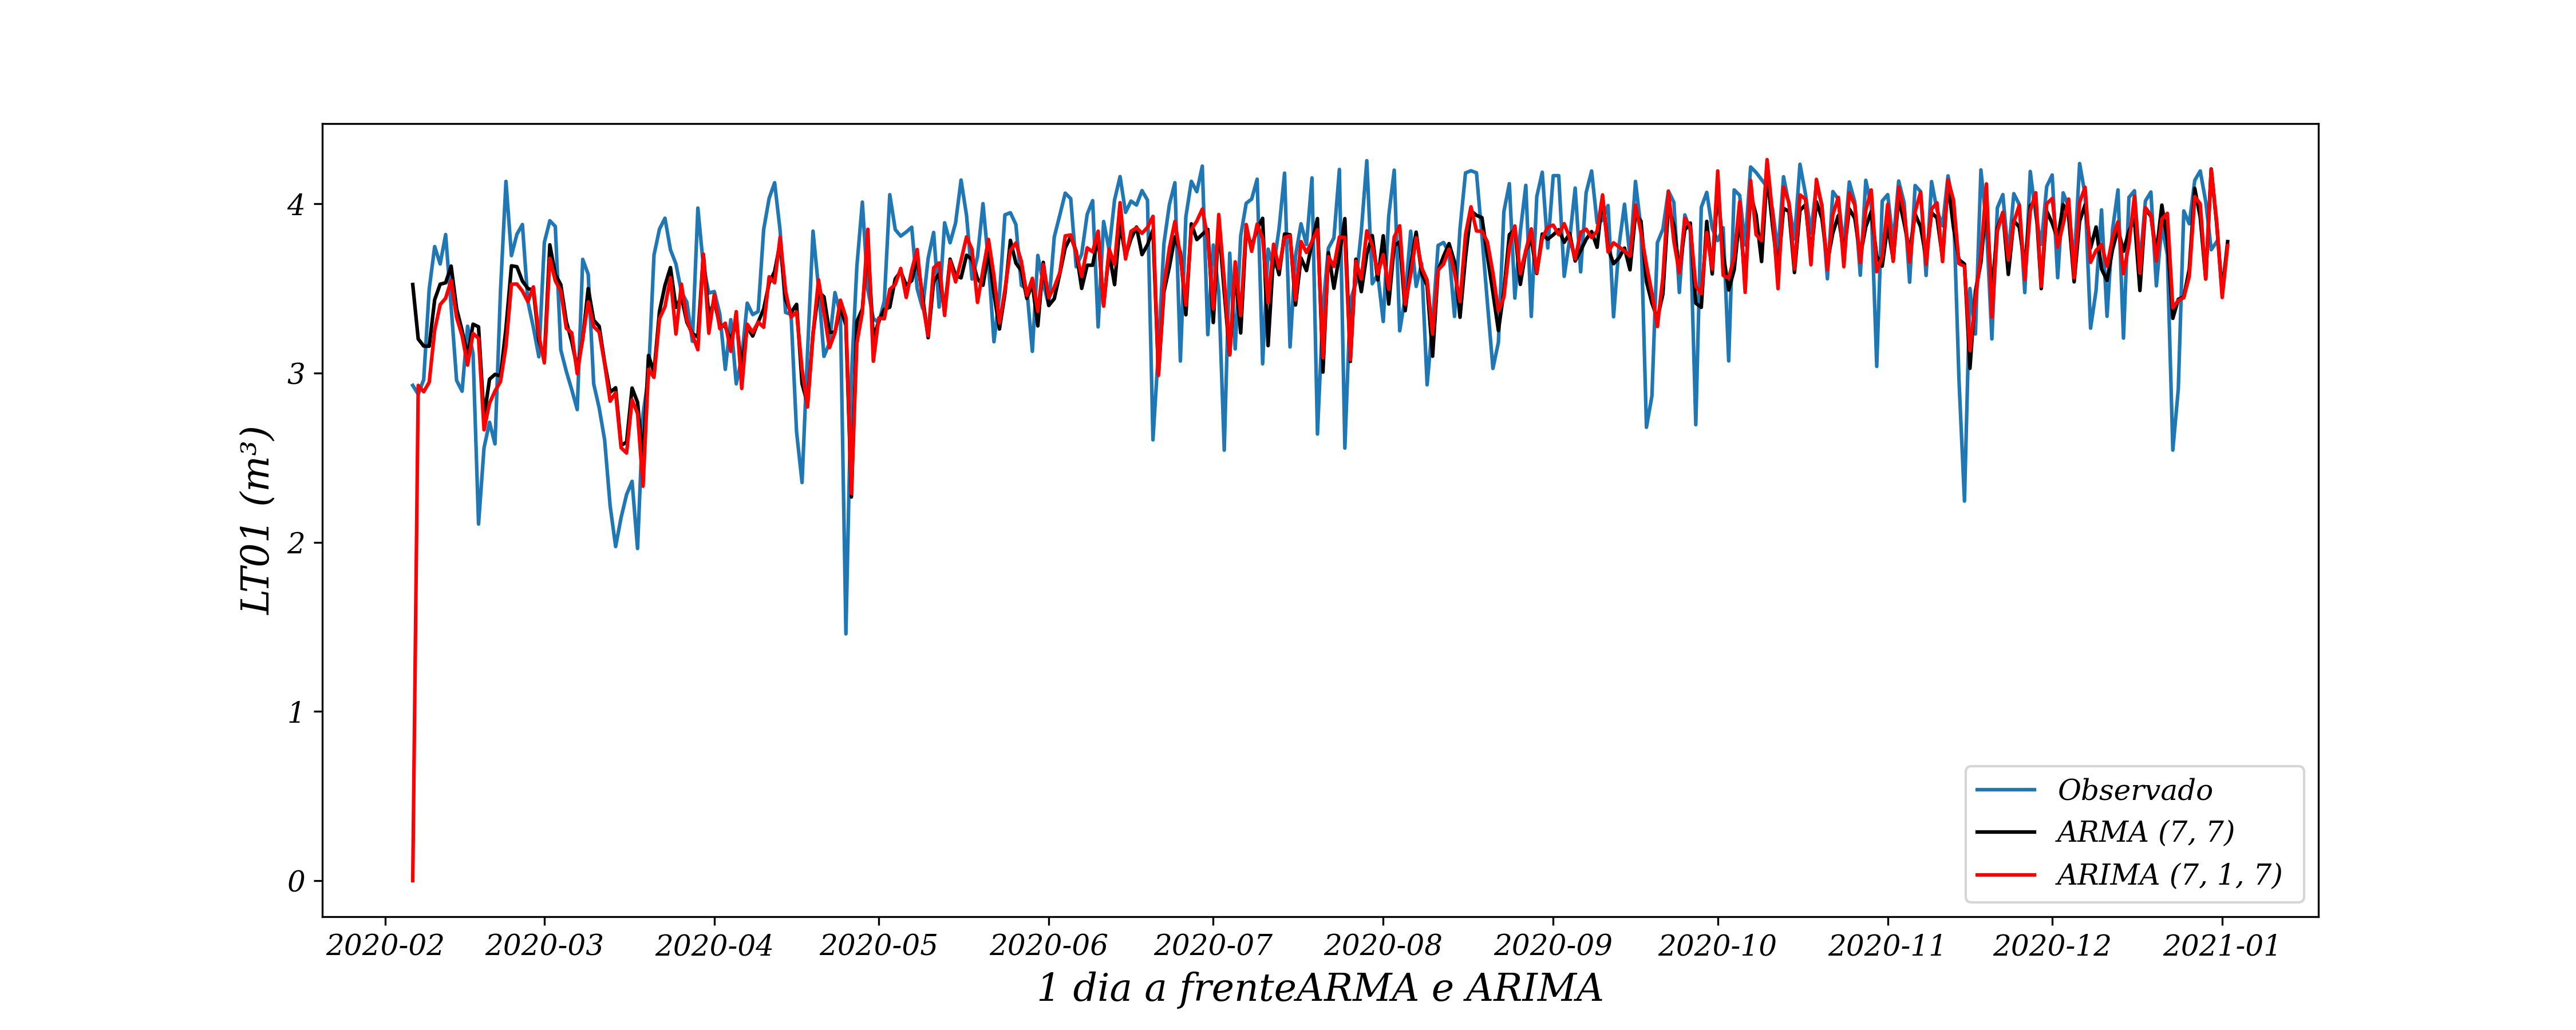 4
3
2
1
0
LT01 (m³)
2020-02 2020-03 2020-04 2020-05 2020-06 2020-07 2020-08 2020-09 2020-10 2020-11 2020-12 2021-01
1 dia a frenteARMA e ARIMA
Observado
ARMA (7, 7)
ARIMA (7, 1, 7)